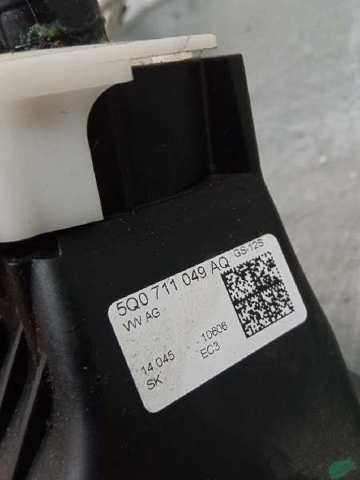 5Q0 711 049 AQ GS-12S
VW AG
14.045 -10606
SK EC3